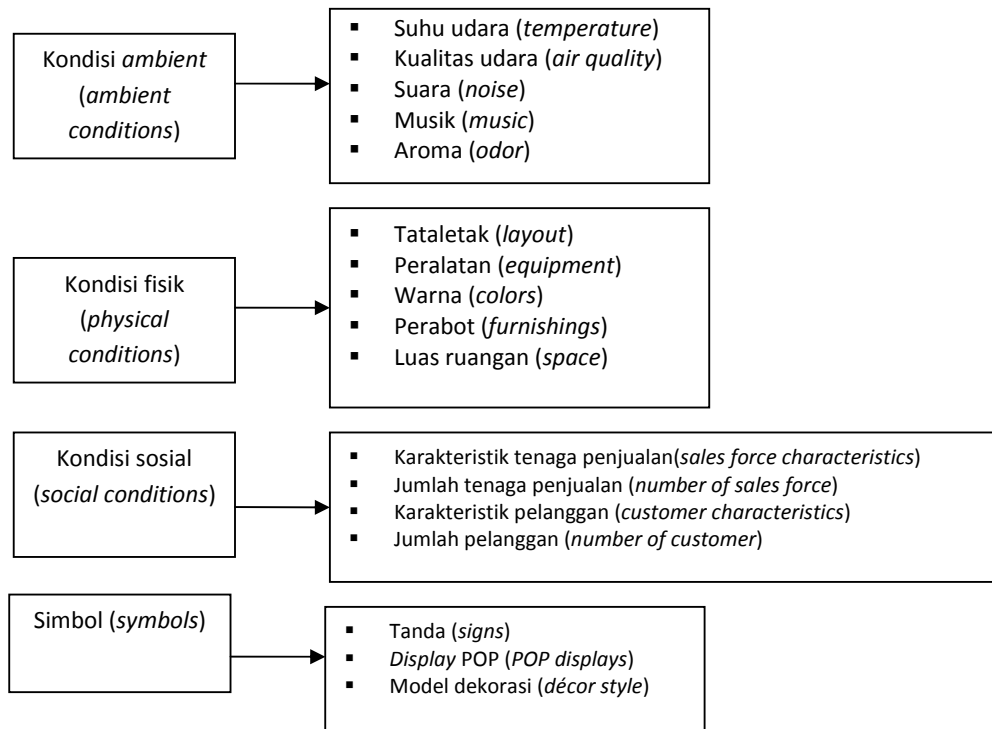 Kondisi ambient
(ambient
conditions)
▪ Suhu udara (temperature)
▪ Kualitas udara (air quality)
▪ Suara (noise)
▪ Musik (music)
▪ Aroma (odor)
Kondisi fisik
(physical
conditions)
▪ Tataletak (layout)
▪ Peralatan (equipment)
▪ Warna (colors)
▪ Perabot (furnishings)
▪ Luas ruangan (space)
Kondisi sosial
(social conditions)
▪ Karakteristik tenaga penjualan(sales force characteristics)
▪ Jumlah tenaga penjualan (number of sales force)
▪ Karakteristik pelanggan (customer characteristics)
▪ Jumlah pelanggan (number of customer)
Simbol (symbols)
▪ Tanda (signs)
▪ Display POP (POP displays)
▪ Model dekorasi (décor style)